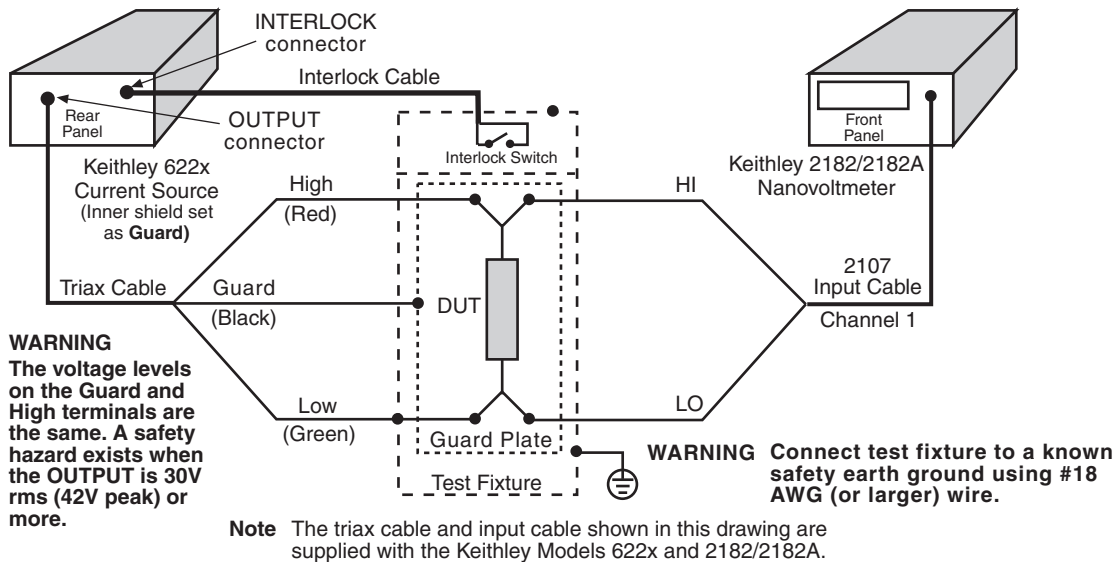 INTERLOCK
connector
Interlock Cable
Rear
Panel
OUTPUT
connector
Interlock Switch
Front
Panel
Keithley 622x
Current Source
(Inner shield set
as Guard)
Keithley 2182/2182A
Nanovoltmeter
High
(Red)
HI
Triax Cable
Guard
(Black)
DUT
2107
Input Cable
Channel 1
WARNING
The voltage levels
on the Guard and
High terminals are
the same. A safety
hazard exists when
the OUTPUT is 30V
rms (42V peak) or
more.
Low
(Green)
Guard Plate
LO
Test Fixture
WARNING Connect test fixture to a known
safety earth ground using #18
AWG (or larger) wire.
Note The triax cable and input cable shown in this drawing are
supplied with the Keithley Models 622x and 2182/2182A.